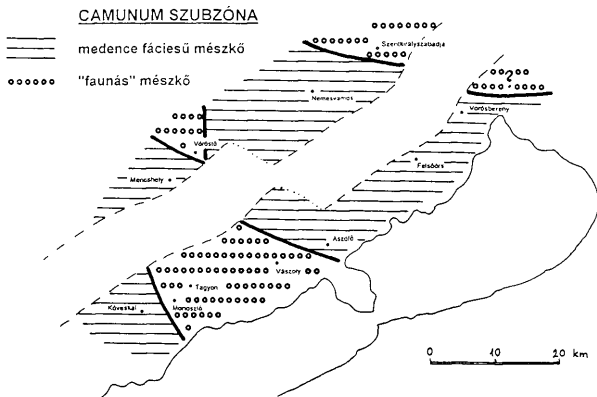 CAMUNUM SZUBZÓNA
medence fáciesű mészkő
"faunás" mészkő
Szentkirályszabadja
Nemesvámos
?
Vörösberény
Vöröstó
Felsőörs
Mencshely
Aszófő
Vászoly
Tagyon
Monoszló
Köveskál
0 10 20 km